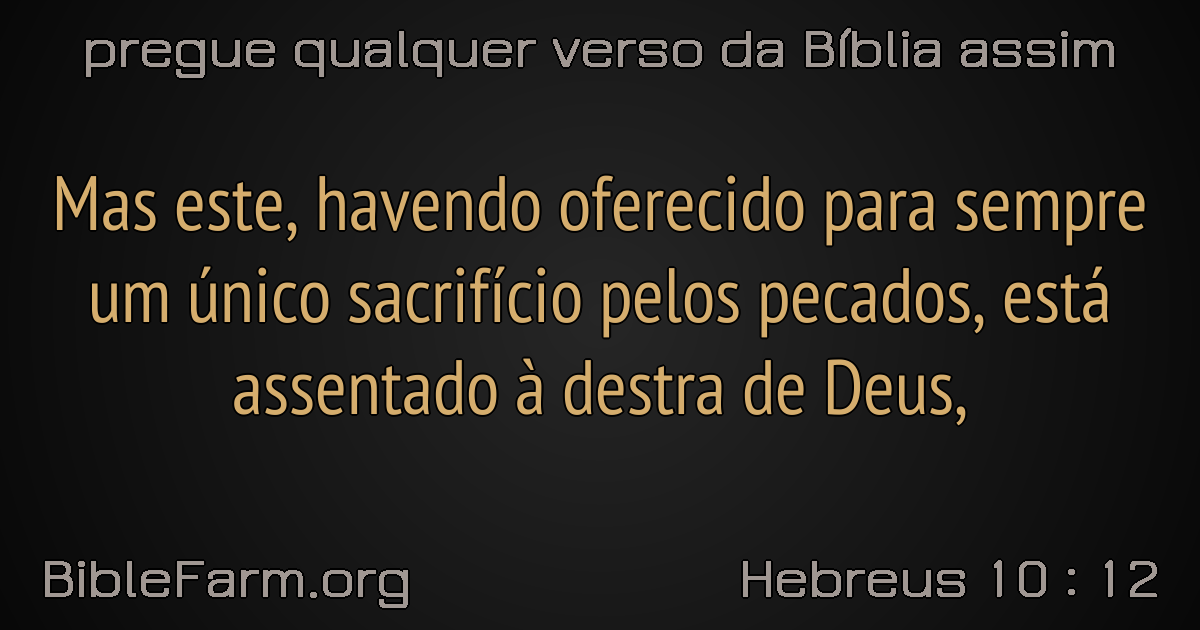 pregue qualquer verso da Bíblia assim
Mas este, havendo oferecido para sempre
um único sacrifício pelos pecados, está
assentado à destra de Deus,
BibleFarm.org
Hebreus 10 : 12